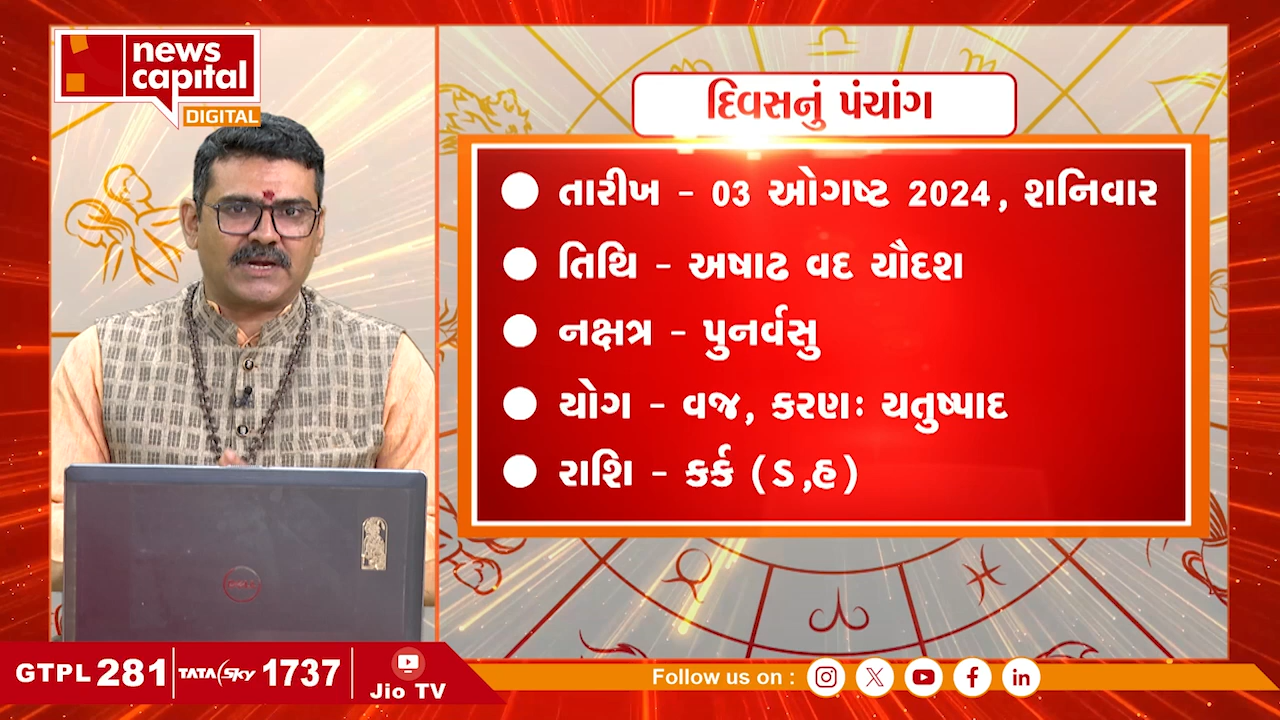 news
capital
DIGITAL
દિવસનું પંચાંગ
તારીખ - 03 ઓગષ્ટ 2024, શનિવાર
તિથિ - અષાઢ વદ ચૌદશ
નક્ષત્ર - પુનર્વસુ
યોગ - વજ્ર, કરણઃ ચતુષ્પાદ
રાશિ - કર્ક (ડ,હ)
GTPL 281 TATA Sky 1737 Jio TV
Follow us on :